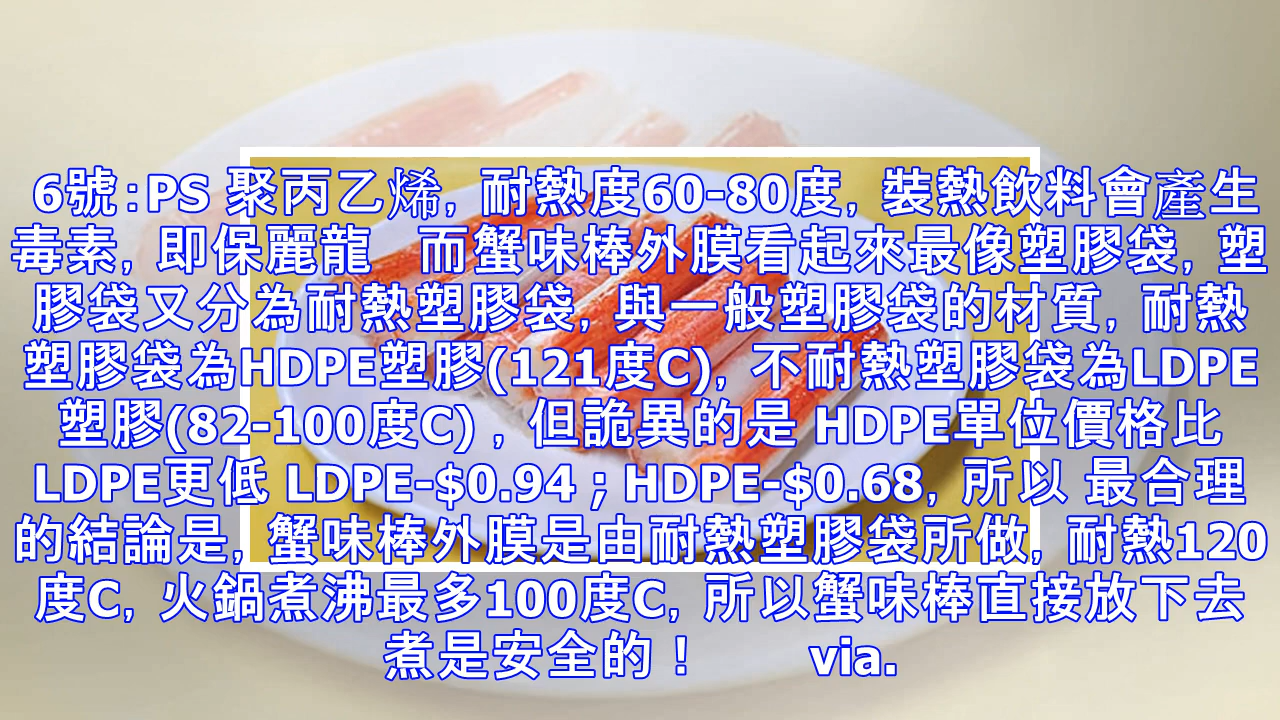 6號：PS 聚丙乙烯，耐熱度60-80度，裝熱飲料會產生
毒素，即保麗龍　而蟹味棒外膜看起來最像塑膠袋，塑
膠袋又分為耐熱塑膠袋，與一般塑膠袋的材質，耐熱
塑膠袋為HDPE塑膠(121度C)，不耐熱塑膠袋為LDPE
塑膠(82-100度C)，但詭異的是 HDPE單位價格比
LDPE更低 LDPE-$0.94；HDPE-$0.68，所以 最合理
的結論是，蟹味棒外膜是由耐熱塑膠袋所做，耐熱120
度C，火鍋煮沸最多100度C，所以蟹味棒直接放下去
煮是安全的！　　via.